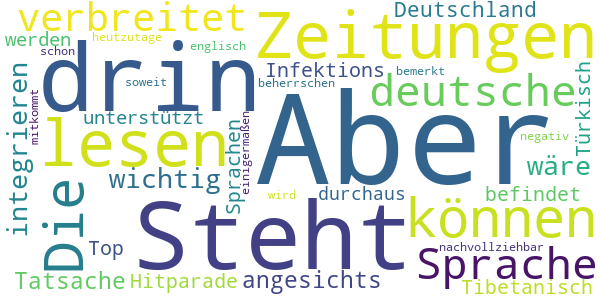 verbreitet
Deutschland
Zeitungen
werden
heutzutage
englisch
schon
drin
Infektions
bemerkt
soweit
beherrschen
deutsche
Türkisch
integrieren
mitkommt
lesen
unterstützt
Aber
negativ
Die
wichtig
Sprachen
einigermaßen
wäre
wird
durchaus
befindet
Steht
können
Top
nachvollziehbar
Sprache
Tatsache
Hitparade
angesichts
Tibetanisch